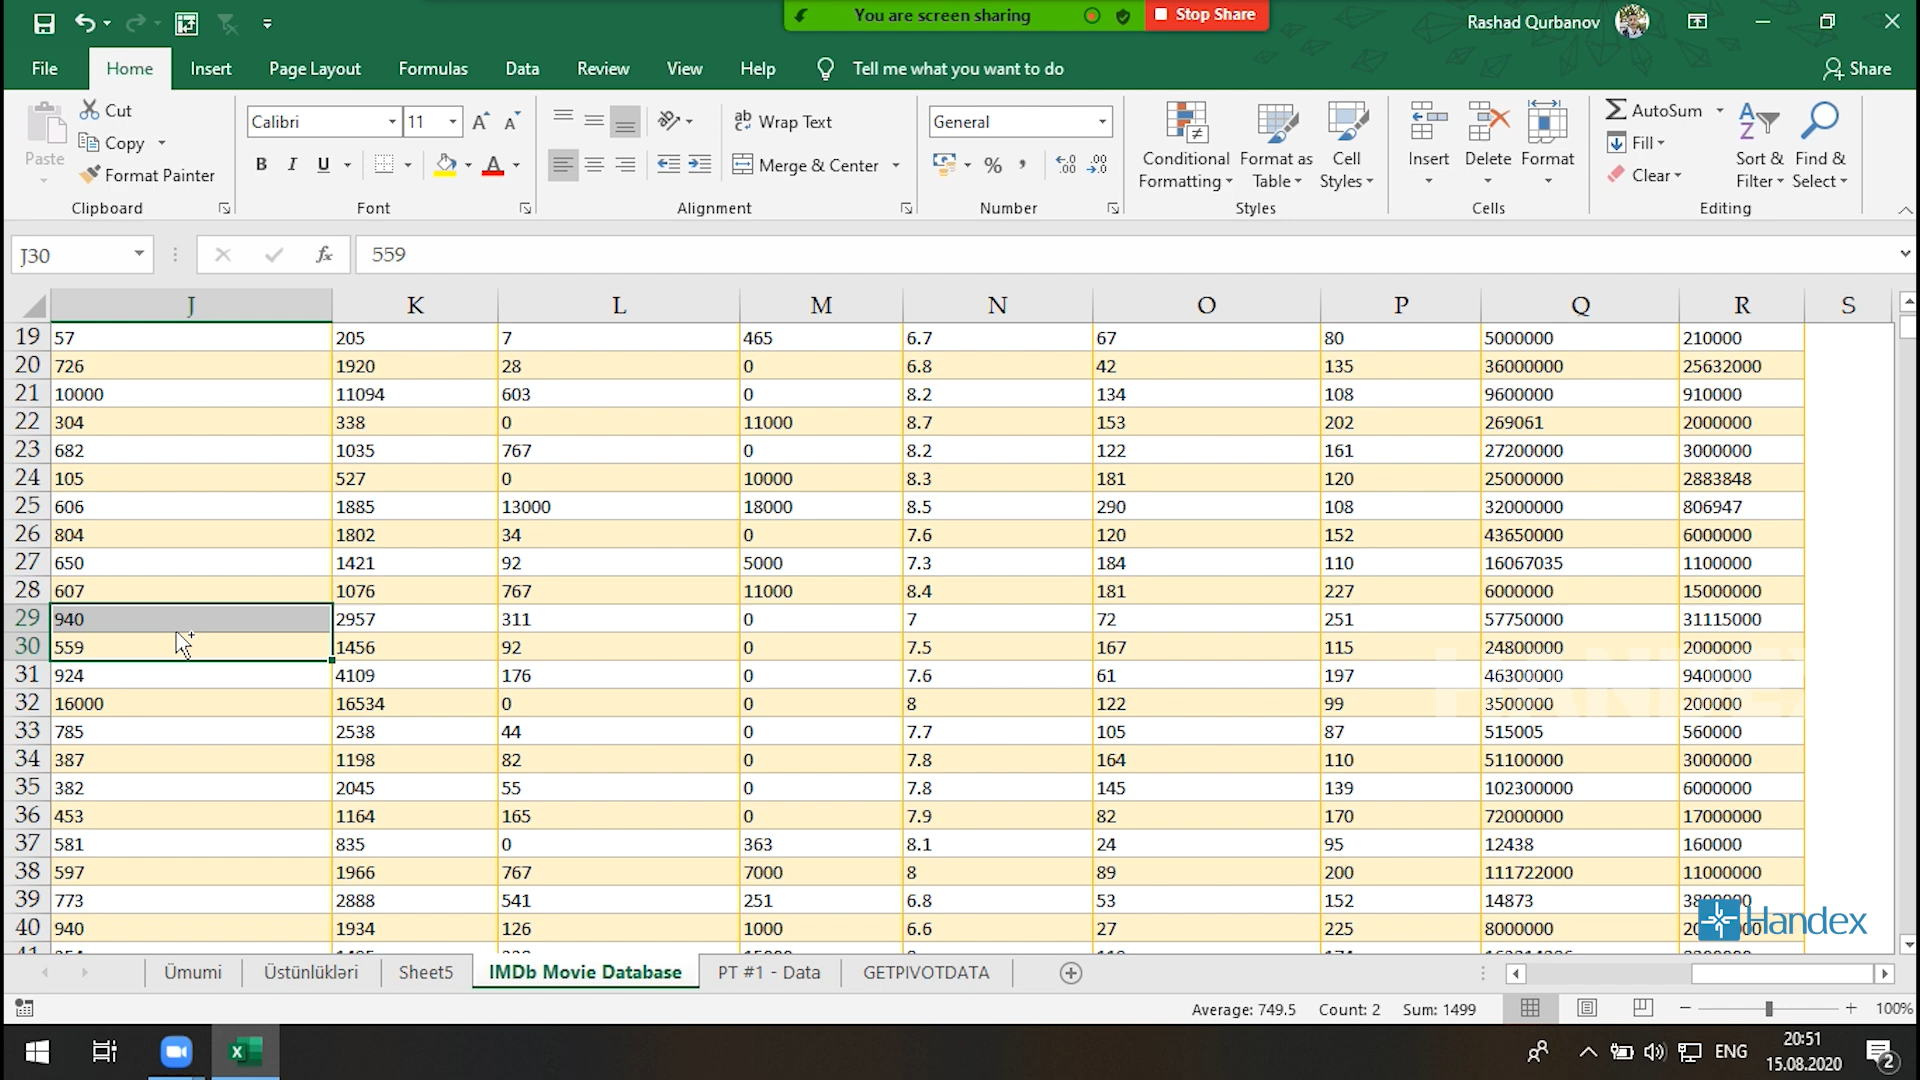 You are screen sharing
Stop Share
Rashad Qurbanov
File Home Insert Page Layout Formulas Data Review View Help Tell me what you want to do
Share
Paste
Cut
Copy
Format Painter
Clipboard
Calibri 11
B I U
Font
Wrap Text
Merge & Center
Alignment
General
%
Number
Conditional Formatting
Format as Table
Cell Styles
Styles
Insert Delete Format
Cells
AutoSum
Fill
Clear
Sort & Filter
Find & Select
Editing
J30 fx 559
J K L M N O P Q R S
19 57 205 7 465 6.7 67 80 5000000 210000
20 726 1920 28 0 6.8 42 135 36000000 25632000
21 10000 11094 603 0 8.2 134 108 9600000 910000
22 304 338 0 11000 8.7 153 202 269061 2000000
23 682 1035 767 0 8.2 122 161 27200000 3000000
24 105 527 0 10000 8.3 181 120 25000000 2883848
25 606 1885 13000 18000 8.5 290 108 32000000 806947
26 804 1802 34 0 7.6 120 152 43650000 6000000
27 650 1421 92 5000 7.3 184 110 16067035 1100000
28 607 1076 767 11000 8.4 181 227 6000000 15000000
29 940 2957 311 0 7 72 251 57750000 31115000
30 559 1456 92 0 7.5 167 115 24800000 2000000
31 924 4109 176 0 7.6 61 197 46300000 9400000
32 16000 16534 0 0 8 122 99 3500000 200000
33 785 2538 44 0 7.7 105 87 515005 560000
34 387 1198 82 0 7.8 164 110 51100000 3000000
35 382 2045 55 0 7.8 145 139 102300000 6000000
36 453 1164 165 0 7.9 82 170 72000000 17000000
37 581 835 0 363 8.1 24 95 12438 160000
38 597 1966 767 7000 8 89 200 111722000 11000000
39 773 2888 541 251 6.8 53 152 14873
40 940 1934 126 1000 6.6 27 225 8000000
Handex
Ümumi Üstünlükləri Sheet5 IMDb Movie Database PT #1 - Data GETPIVOTDATA
Average: 749.5 Count: 2 Sum: 1499 100%
ENG
20:51
15.08.2020
2